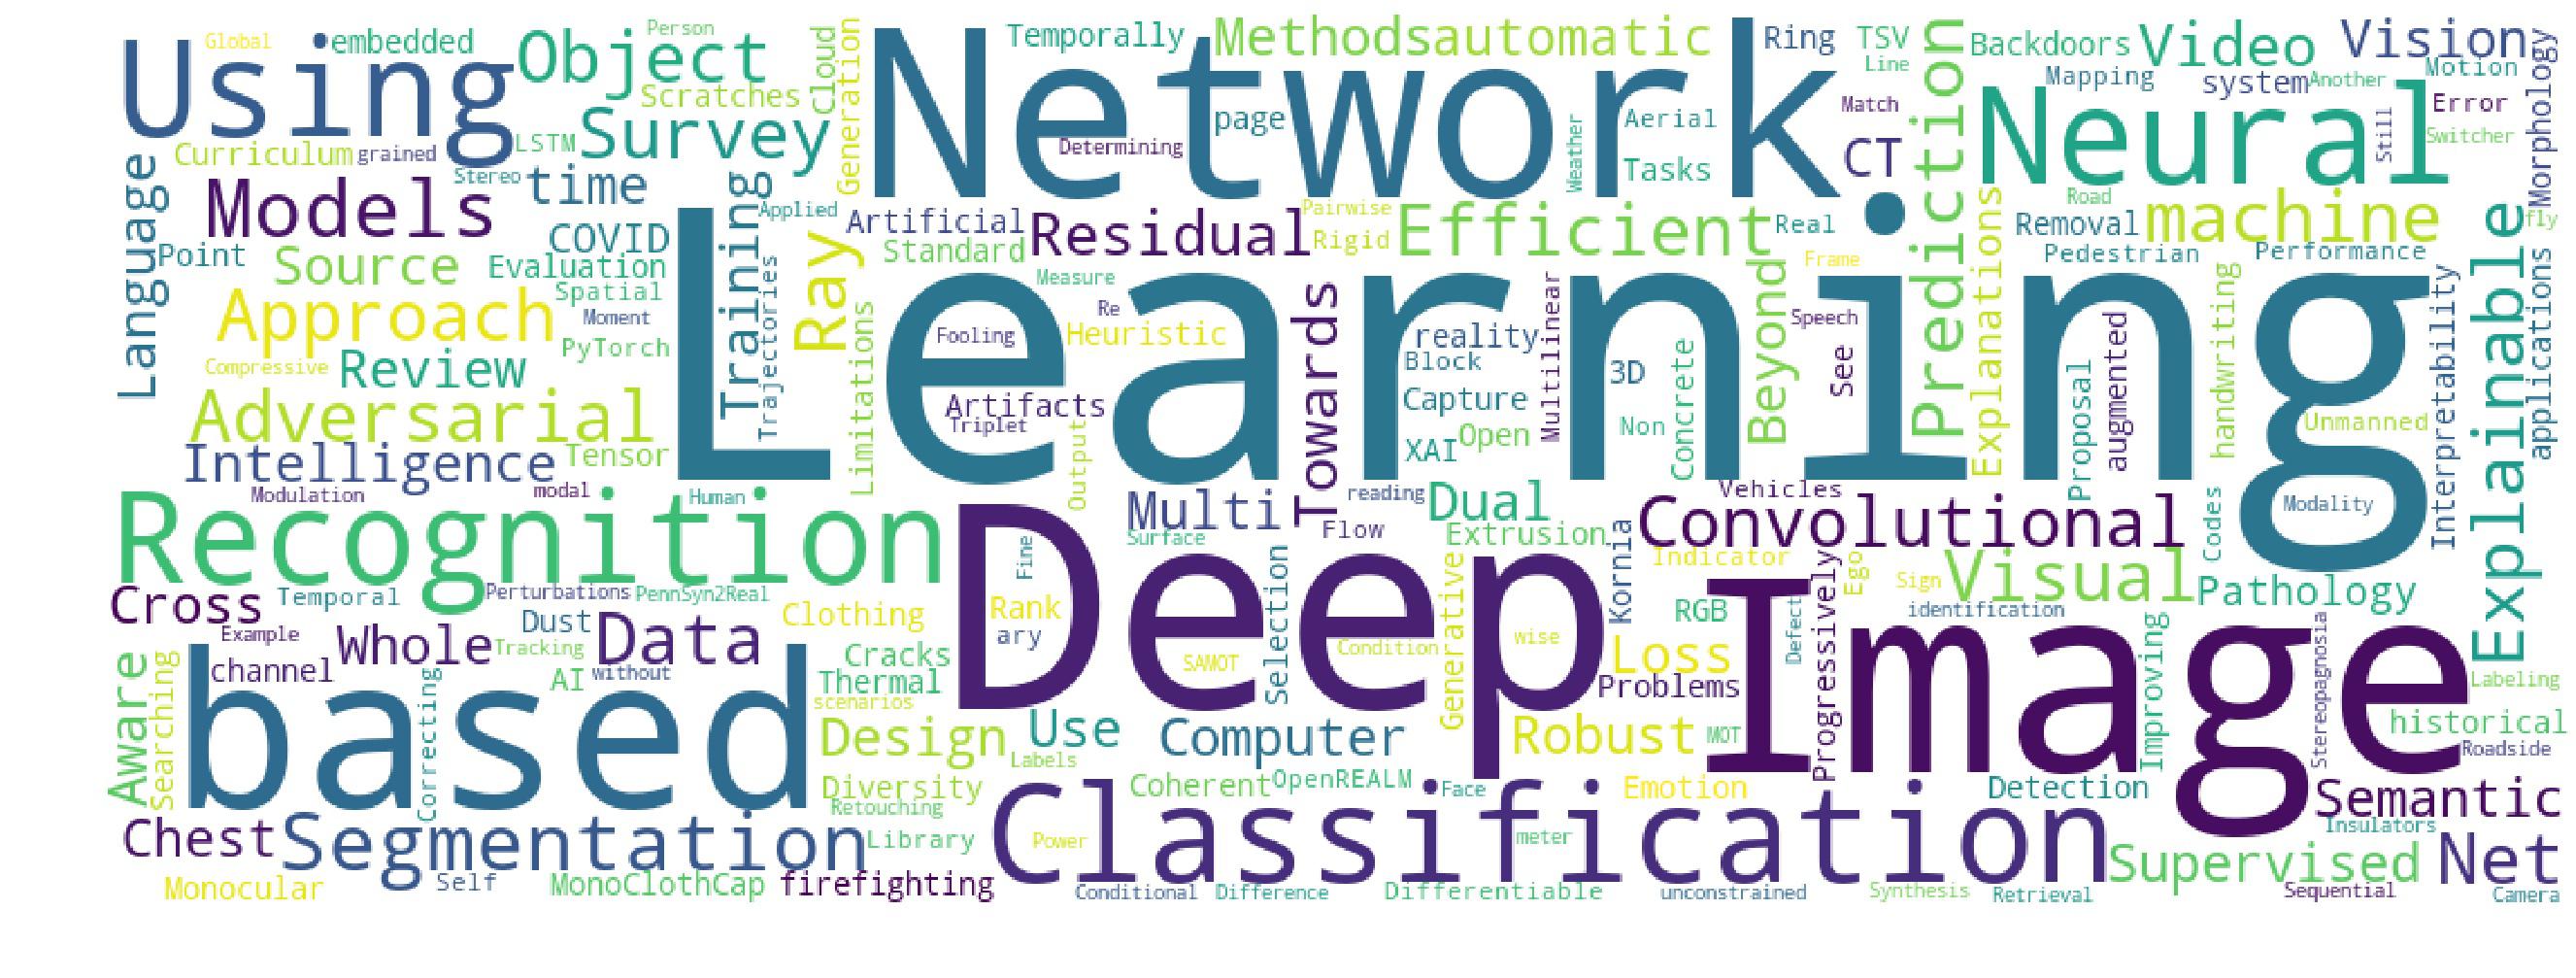 Using
Global
embedded
Object
Person
Scratches
cloud
Generation
Network
Temporally
Methods
automatic
Ring
TSV
Line
Backdoors
Video
Vision
Mapping
system
Another
Motion
Morphology
Curriculum
grained
LSTM
Survey
Determining
page
Weather
Aerial
Tasks
Match
CT
Prediction
Neural
Still
Error
Switcher
Language
Models
Stereo
time
Training
Applied
Artificial
Standard
Residual
Pairwise
Rigid
Efficient
Real
Explanations
Road
Removal
machine
Pedestrian
Performance
fly
Explainable
Point
COVID
Source
Evaluation
Spatial
Moment
Trajectories
Ray
Limitations
Learning
Measure
Re
Fooling
Heuristic
Towards
reality
Block
Capture
Multilinear
3D
Concrete
Beyond
Frame
Speech
See
Proposal
augmented
handwriting
Interpretability
applications
Approach
PyTorch
Compressive
Review
Adversarial
Artifacts
Triplet
Output
XAI
Open
Non
Unmanned
Intelligence
Tensor
Modulation
modal
Human
Recognition
Multi
reading
Dual
Vehicles
Convolutional
Codes
Modality
Deep
Surface
Flow
Extrusion
Kornia
Indicator
Ego
Sign
Visual
Pathology
Cross
Temporal
Perturbations
PennSyn2Real
Clothing
Fine
Rank
ary
Selection
Generative
RGB
Defect
Progressively
identification
Image
Example
Whole
Dust
Data
Tracking
channel
AI
without
Cracks
Thermal
scenarios
SAMOT
Condition
wise
Loss
Problems
Improving
Stereopagnosia
Labeling
Aware
Searching
based
Correcting
Design
Use
Labels
Computer
Robust
MOT
historical
Roadside
Diversity
Retouching
Coherent
OpenREALM
Face
Emotion
Detection
Semantic
Chest
Segmentation
Library
Power
Classification
meter
Insulators
Supervised
Net
Monocular
Self
MonoClothCap
firefighting
Conditional
Difference
Differentiable
unconstrained
Synthesis
Retrieval
Sequential
Camera